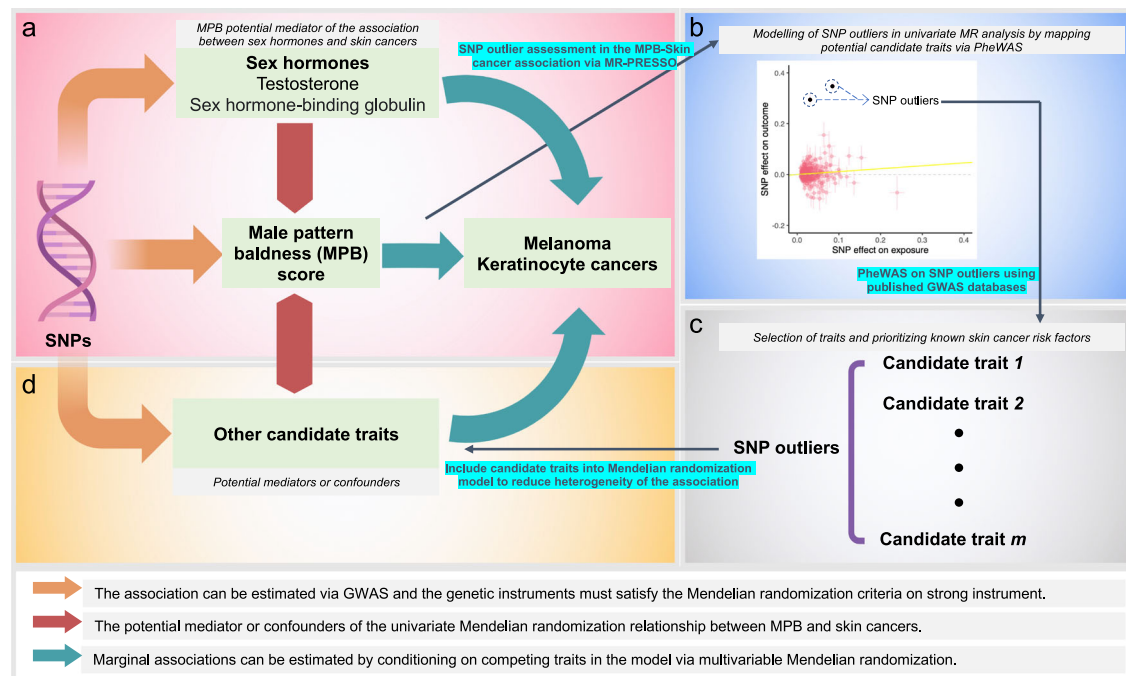 a
MPB potential mediator of the association
between sex hormones and skin cancers
Sex hormones
Testosterone
Sex hormone-binding globulin
SNP outlier assessment in the MPB-Skin
cancer association via MR-PRESSO
SNPs
Male pattern
baldness (MPB)
score
Melanoma
Keratinocyte cancers
b
Modelling of SNP outliers in univariate MR analysis by mapping
potential candidate traits via PheWAS
SNP effect on outcome
0.4
0.2
0.0
-0.2
SNP outliers
0.0
0.1
0.2
0.3
0.4
SNP effect on exposure
PheWAS on SNP outliers using
published GWAS databases
c
Selection of traits and prioritizing known skin cancer risk factors
SNP outliers
Candidate trait 1
Candidate trait 2
Candidate trait m
d
Other candidate traits
Potential mediators or confounders
Include candidate traits into Mendelian randomization
model to reduce heterogeneity of the association
The association can be estimated via GWAS and the genetic instruments must satisfy the Mendelian randomization criteria on strong instrument.
The potential mediator or confounders of the univariate Mendelian randomization relationship between MPB and skin cancers.
Marginal associations can be estimated by conditioning on competing traits in the model via multivariable Mendelian randomization.